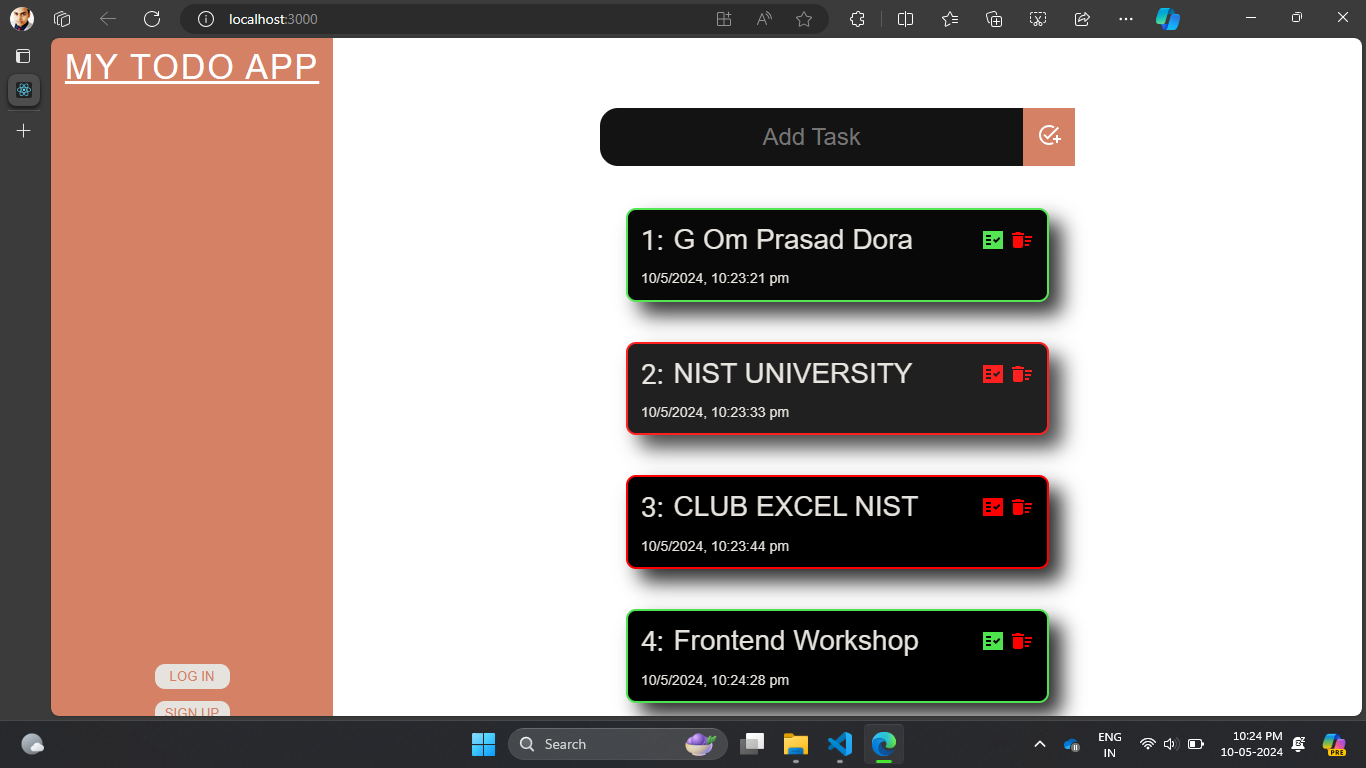 localhost:3000
MY TODO APP
Add Task
1: G Om Prasad Dora
10/5/2024, 10:23:21 pm
2: NIST UNIVERSITY
10/5/2024, 10:23:33 pm
3: CLUB EXCEL NIST
10/5/2024, 10:23:44 pm
4: Frontend Workshop
10/5/2024, 10:24:28 pm
LOG IN
SIGN UP
Search
ENG
IN
10:24 PM
10-05-2024
PRE